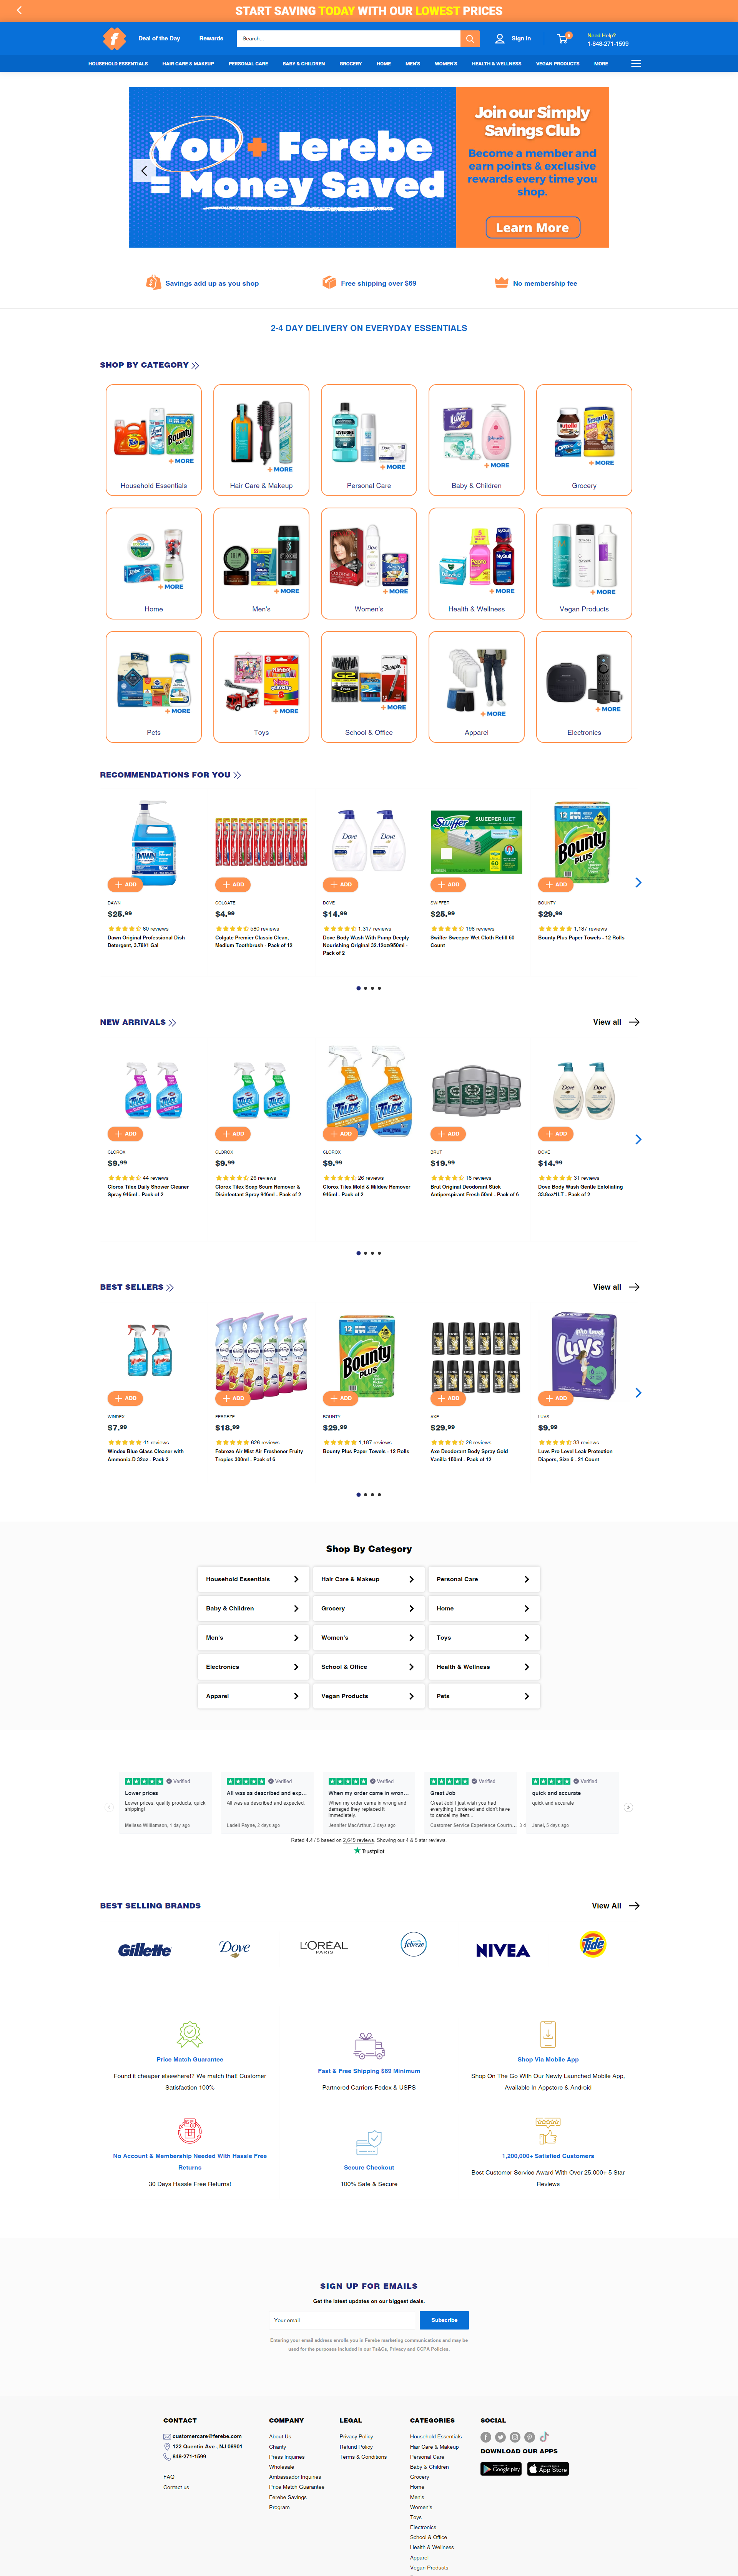 START SAVING TODAY WITH OUR LOWEST PRICES
Deal of the Day
Rewards
Search...
Sign In
Need Help?
1-848-271-1599
HOUSEHOLD ESSENTIALS HAIR CARE & MAKEUP PERSONAL CARE BABY & CHILDREN GROCERY HOME MEN'S WOMEN'S HEALTH & WELLNESS VEGAN PRODUCTS MORE
You + Ferebe
= Money Saved
Join our Simply
Savings Club
Become a member and
earn points & exclusive
rewards every time you
shop.
Learn More
Savings add up as you shop
Free shipping over $69
No membership fee
2-4 DAY DELIVERY ON EVERYDAY ESSENTIALS
SHOP BY CATEGORY
+ MORE + MORE + MORE + MORE + MORE
Household Essentials Hair Care & Makeup Personal Care Baby & Children Grocery
+ MORE + MORE + MORE + MORE + MORE
Home Men's Women's Health & Wellness Vegan Products
+ MORE + MORE + MORE + MORE + MORE
Pets Toys School & Office Apparel Electronics
RECOMMENDATIONS FOR YOU
+ ADD + ADD + ADD + ADD + ADD
DAWN
$25.99
60 reviews
Dawn Original Professional Dish
Detergent, 3.78l/1 Gal
COLGATE
$4.99
580 reviews
Colgate Premier Classic Clean,
Medium Toothbrush - Pack of 12
DOVE
$14.99
1,317 reviews
Dove Body Wash With Pump Deeply
Nourishing Original 32.12oz/950ml -
Pack of 2
SWIFFER
$25.99
196 reviews
Swiffer Sweeper Wet Cloth Refill 60
Count
BOUNTY
$29.99
1,187 reviews
Bounty Plus Paper Towels - 12 Rolls
NEW ARRIVALS
View all
+ ADD + ADD + ADD + ADD + ADD
CLOROX
$9.99
44 reviews
Clorox Tilex Daily Shower Cleaner
Spray 946ml - Pack of 2
CLOROX
$9.99
26 reviews
Clorox Tilex Soap Scum Remover &
Disinfectant Spray 946ml - Pack of 2
CLOROX
$9.99
26 reviews
Clorox Tilex Mold & Mildew Remover
946ml - Pack of 2
BRUT
$19.99
18 reviews
Brut Original Deodorant Stick
Antiperspirant Fresh 50ml - Pack of 6
DOVE
$14.99
31 reviews
Dove Body Wash Gentle Exfoliating
33.8oz/1LT - Pack of 2
BEST SELLERS
View all
+ ADD + ADD + ADD + ADD + ADD
WINDEX
$7.99
41 reviews
Windex Blue Glass Cleaner with
Ammonia-D 32oz - Pack 2
FEBREZE
$18.99
626 reviews
Febreze Air Mist Air Freshener Fruity
Tropics 300ml - Pack of 6
BOUNTY
$29.99
1,187 reviews
Bounty Plus Paper Towels - 12 Rolls
AXE
$29.99
26 reviews
Axe Deodorant Body Spray Gold
Vanilla 150ml - Pack of 12
LUVS
$9.99
33 reviews
Luvs Pro Level Leak Protection
Diapers, Size 6 - 21 Count
Shop By Category
Household Essentials Hair Care & Makeup Personal Care
Baby & Children Grocery Home
Men's Women's Toys
Electronics School & Office Health & Wellness
Apparel Vegan Products Pets
Verified
Lower prices
Lower prices, quality products, quick
shipping!
Melissa Williamson, 1 day ago
Verified
All was as described and exp...
All was as described and expected
Ladell Payne, 2 days ago
Verified
When my order came in wron...
When my order came in wrong and
damaged they replaced it
immediately.
Jennifer MacArthur, 3 days ago
Verified
Great Job
Great Job! I just wish you had
everything I ordered and didn't have
to cancel my item...
Customer Service Experience-Courtn... 3 d
Verified
quick and accurate
quick and accurate
Janel, 5 days ago
Rated 4.4 / 5 based on 2,649 reviews. Showing our 4 & 5 star reviews
Trustpilot
BEST SELLING BRANDS
View All
Gillette Dove L'ORÉAL PARIS febreze NIVEA Tide
Price Match Guarantee
Found it cheaper elsewhere!? We match that! Customer
Satisfaction 100%
Fast & Free Shipping $69 Minimum
Partnered Carriers Fedex & USPS
Shop Via Mobile App
Shop On The Go With Our Newly Launched Mobile App,
Available In Appstore & Android
No Account & Membership Needed With Hassle Free
Returns
30 Days Hassle Free Returns!
Secure Checkout
100% Safe & Secure
1,200,000+ Satisfied Customers
Best Customer Service Award With Over 25,000+ 5 Star
Reviews
SIGN UP FOR EMAILS
Get the latest updates on our biggest deals.
Your email
Subscribe
Entering your email address enrolls you in Ferebe marketing communications and may be
used for the purposes included in our Ts&Cs, Privacy and CCPA Policies.
CONTACT
customercare@ferebe.com
122 Quentin Ave , NJ 08901
848-271-1599
FAQ
Contact us
COMPANY
About Us
Charity
Press Inquiries
Wholesale
Ambassador Inquiries
Price Match Guarantee
Ferebe Savings
Program
LEGAL
Privacy Policy
Refund Policy
Terms & Conditions
CATEGORIES
Household Essentials
Hair Care & Makeup
Personal Care
Baby & Children
Grocery
Home
Men's
Women's
Toys
Electronics
School & Office
Health & Wellness
Apparel
Vegan Products
SOCIAL
DOWNLOAD OUR APPS
Google play
App Store